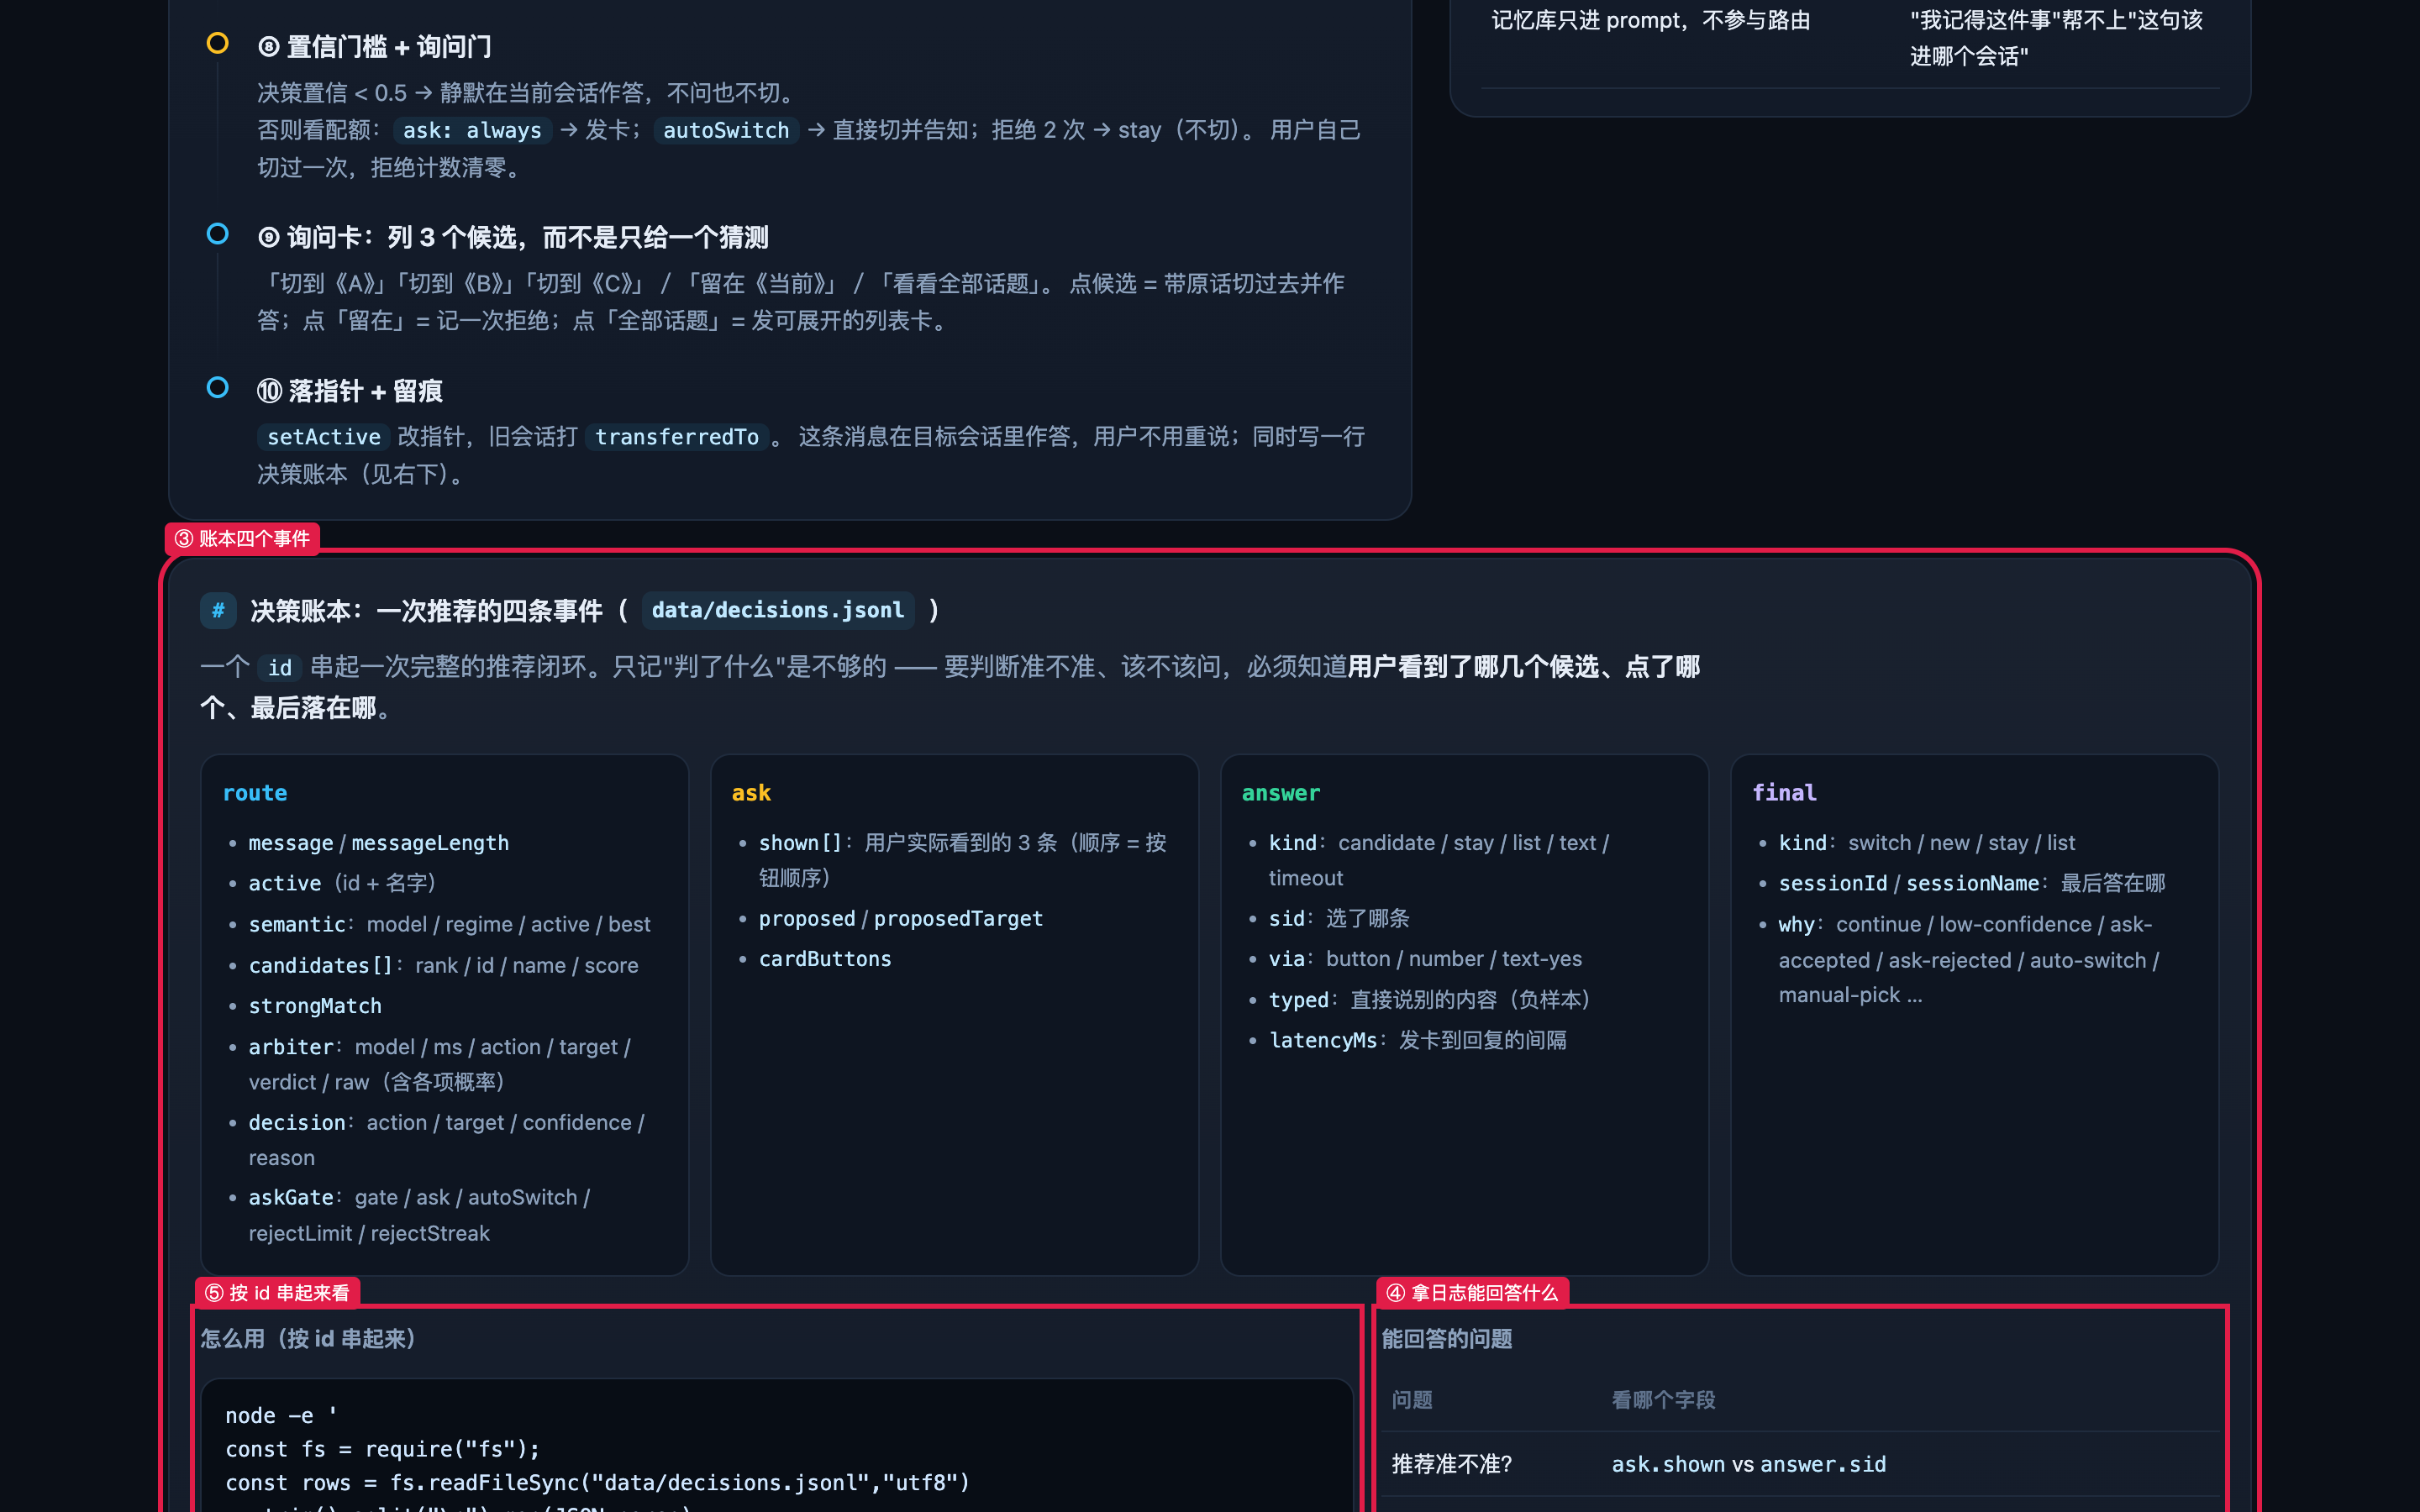 ⑧ 置信门槛 + 询问门
决策置信 < 0.5 → 静默在当前会话作答，不问也不切。
否则看配额： ask: always → 发卡； autoSwitch → 直接切并告知；拒绝 2 次 → stay（不切）。 用户自己
切过一次，拒绝计数清零。
⑨ 询问卡：列 3 个候选，而不是只给一个猜测
「切到《A》」「切到《B》」「切到《C》」 / 「留在《当前》」 / 「看看全部话题」。 点候选 = 带原话切过去并作
答；点「留在」= 记一次拒绝；点「全部话题」= 发可展开的列表卡。
⑩ 落指针 + 留痕
setActive 改指针，旧会话打 transferredTo 。 这条消息在目标会话里作答，用户不用重说；同时写一行
决策账本（见右下）。
记忆库只进 prompt，不参与路由
"我记得这件事"帮不上"这句该
进哪个会话"
③ 账本四个事件
# 决策账本：一次推荐的四条事件（ data/decisions.jsonl ）
一个 id 串起一次完整的推荐闭环。只记"判了什么"是不够的 —— 要判断准不准、该不该问，必须知道用户看到了哪几个候选、点了哪
个、最后落在哪。
route
• message / messageLength
• active（id + 名字）
• semantic：model / regime / active / best
• candidates[]：rank / id / name / score
• strongMatch
• arbiter：model / ms / action / target /
verdict / raw（含各项概率）
• decision：action / target / confidence /
reason
• askGate：gate / ask / autoSwitch /
rejectLimit / rejectStreak
ask
• shown[]：用户实际看到的 3 条（顺序 = 按
钮顺序）
• proposed / proposedTarget
• cardButtons
answer
• kind：candidate / stay / list / text /
timeout
• sid：选了哪条
• via：button / number / text-yes
• typed：直接说别的内容（负样本）
• latencyMs：发卡到回复的间隔
final
• kind：switch / new / stay / list
• sessionId / sessionName：最后答在哪
• why：continue / low-confidence / ask-
accepted / ask-rejected / auto-switch /
manual-pick ...
⑤ 按 id 串起来看
怎么用（按 id 串起来）
node -e '
const fs = require("fs");
const rows = fs.readFileSync("data/decisions.jsonl","utf8")
④ 拿日志能回答什么
能回答的问题
问题 看哪个字段
推荐准不准? ask.shown vs answer.sid